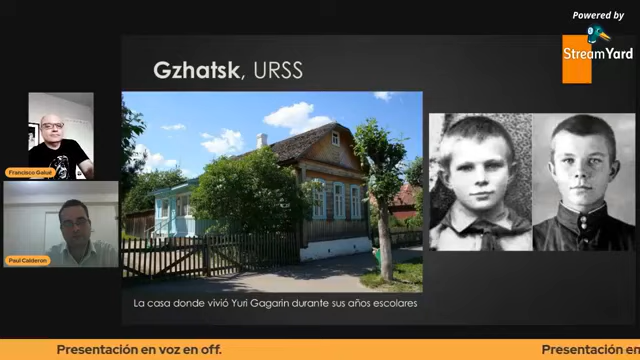 Powered by
StreamYard
Gzhatsk, URSS
Francisco Galué
Paul Calderon
La casa donde vivió Yuri Gagarin durante sus años escolares
Presentación en voz en off.
Presentación en